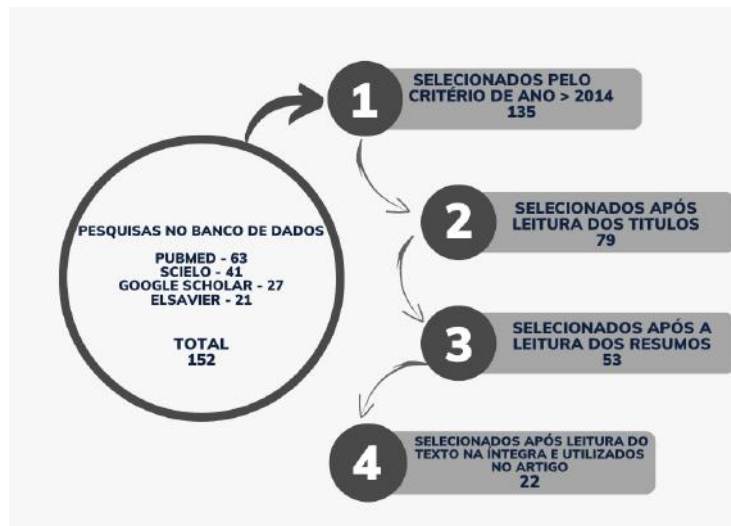 PESQUISAS NO BANCO DE DADOS
PUBMED - 63
SCIELO - 41
GOOGLE SCHOLAR - 27
ELSAVIER - 21
TOTAL
152
1
SELECIONADOS PELO
CRITÉRIO DE ANO > 2014
135
2
SELECIONADOS APÓS
LEITURA DOS TITULOS
79
3
SELECIONADOS APÓS A
LEITURA DOS RESUMOS
53
4
SELECIONADOS APÓS LEITURA DO
TEXTO NA ÍNTEGRA E UTILIZADOS
NO ARTIGO
22